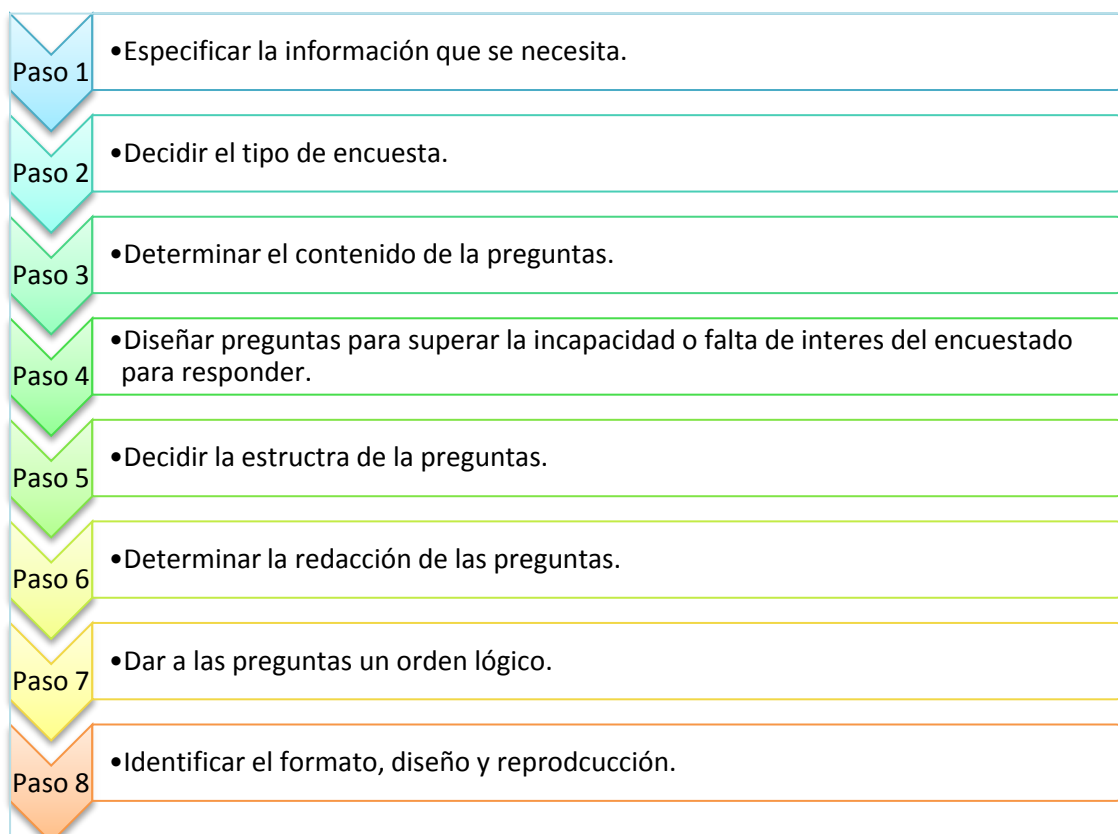 Paso 1
•Especificar la información que se necesita.
Paso 2
•Decidir el tipo de encuesta.
Paso 3
•Determinar el contenido de la preguntas.
Paso 4
•Diseñar preguntas para superar la incapacidad o falta de interes del encuestado
para responder.
Paso 5
•Decidir la estructra de la preguntas.
Paso 6
•Determinar la redacción de las preguntas.
Paso 7
•Dar a las preguntas un orden lógico.
Paso 8
•Identificar el formato, diseño y reprodcucción.